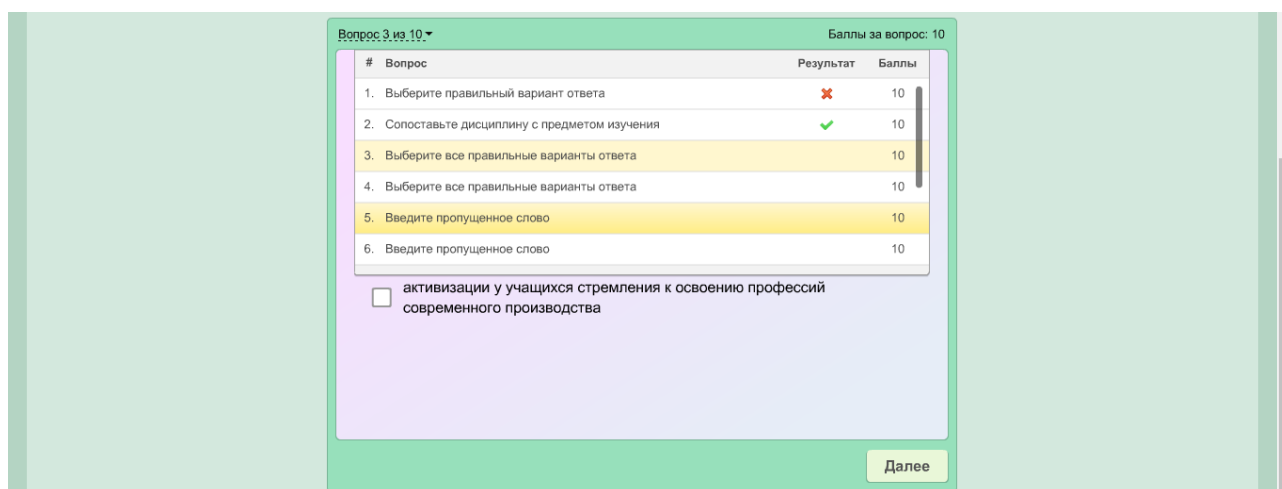 Вопрос 3 из 10 Баллы за вопрос: 10
# Вопрос Результат Баллы
1. Выберите правильный вариант ответа 10
2. Сопоставьте дисциплину с предметом изучения 10
3. Выберите все правильные варианты ответа 10
4. Выберите все правильные варианты ответа 10
5. Введите пропущенное слово 10
6. Введите пропущенное слово 10
активизации у учащихся стремления к освоению профессий
современного производства
Далее